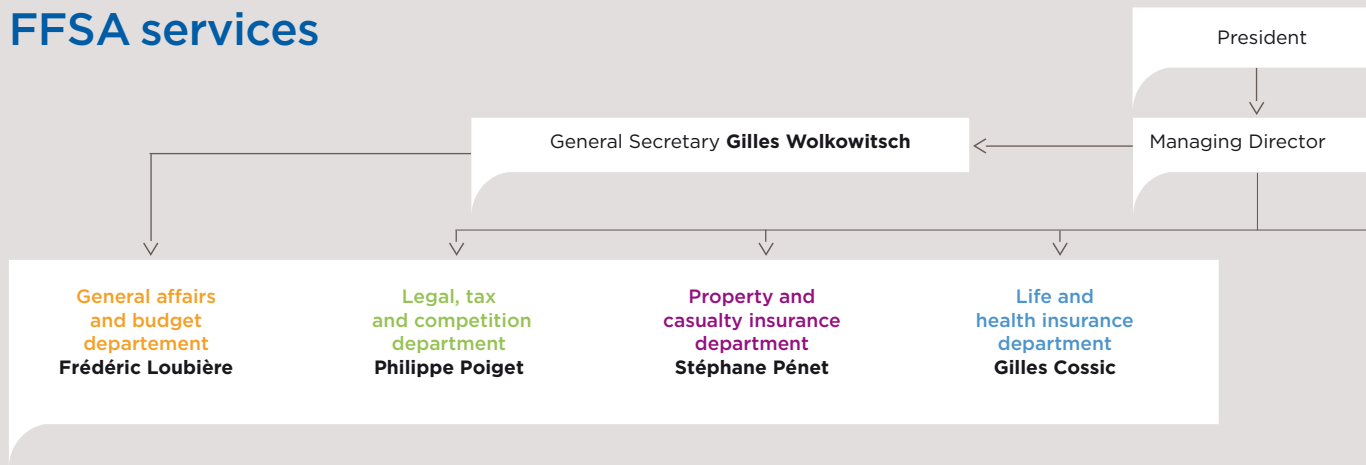 FFSA services
President
General Secretary Gilles Wolkowitsch
Managing Director
General affairs
and budget
departement
Frédéric Loubière
Legal, tax
and competition
department
Philippe Poiget
Property and
casualty insurance
department
Stéphane Pénet
Life and
health insurance
department
Gilles Cossic